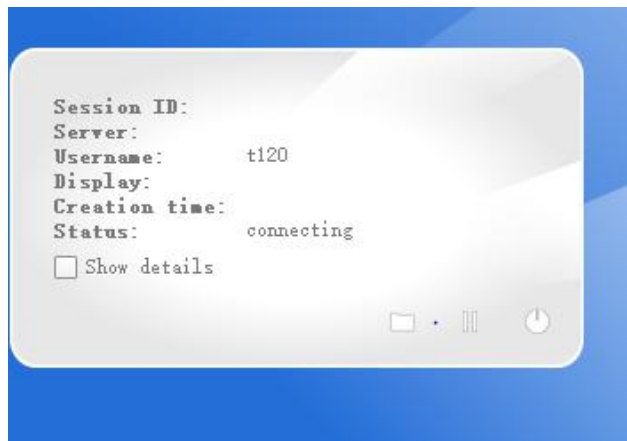 Session ID:
Server:
Username: t120
Display:
Creation time:
Status: connecting
Show details